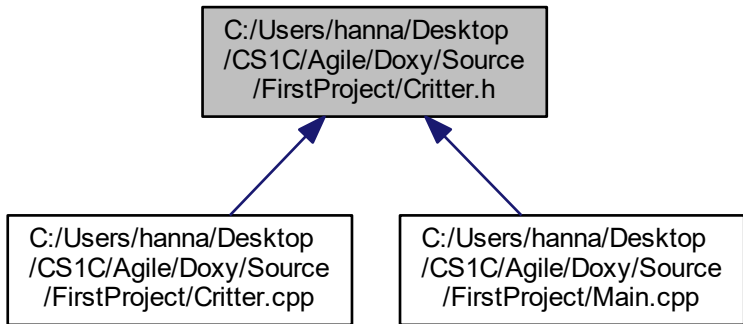 C:/Users/hanna/Desktop
/CS1C/Agile/Doxy/Source
/FirstProject/Critter.h
C:/Users/hanna/Desktop
/CS1C/Agile/Doxy/Source
/FirstProject/Critter.cpp
C:/Users/hanna/Desktop
/CS1C/Agile/Doxy/Source
/FirstProject/Main.cpp